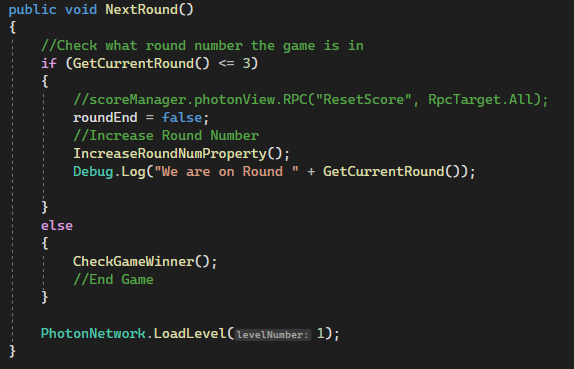 public void NextRound()
{
//Check what round number the game is in
if (GetCurrentRound() <= 3)
{
//scoreManager.photonView.RPC("ResetScore", RpcTarget.All);
roundEnd = false;
//Increase Round Number
IncreaseRoundNumProperty();
Debug.Log("We are on Round " + GetCurrentRound());
}
else
{
CheckGameWinner();
//End Game
}
PhotonNetwork.LoadLevel(levelNumber: 1);
}